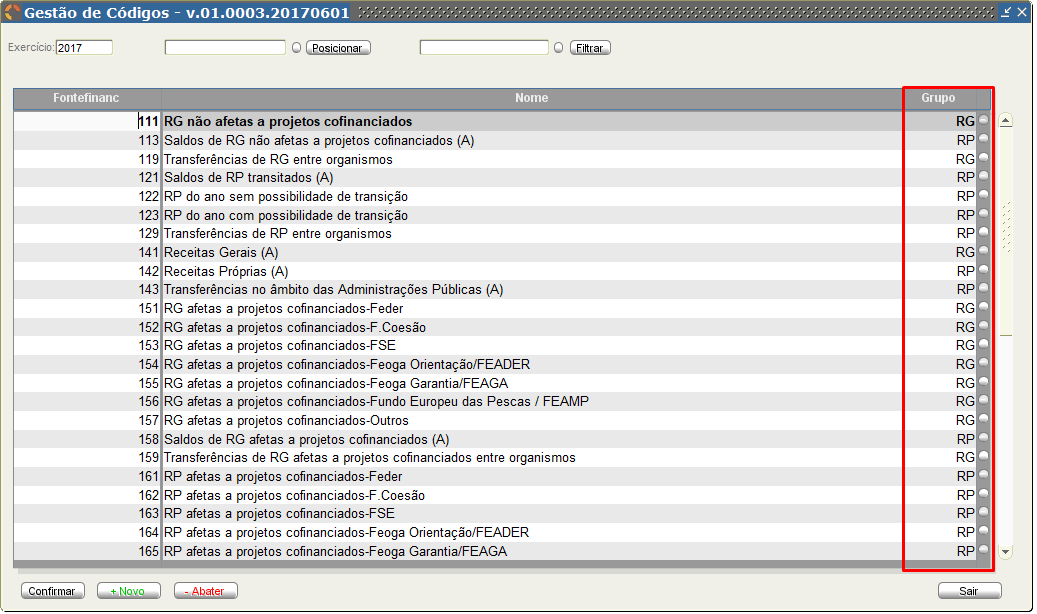 Gestão de Códigos - v.01.0003.20170601
Exercício: 2017 Posicionar Filtrar
Fontefinanc Nome Grupo
111 RG não afetas a projetos cofinanciados RG
113 Saldos de RG não afetas a projetos cofinanciados (A) RP
119 Transferências de RG entre organismos RG
121 Saldos de RP transitados (A) RP
122 RP do ano sem possibilidade de transição RP
123 RP do ano com possibilidade de transição RP
129 Transferências de RP entre organismos RP
141 Receitas Gerais (A) RG
142 Receitas Próprias (A) RP
143 Transferências no âmbito das Administrações Públicas (A) RP
151 RG afetas a projetos cofinanciados-Feder RG
152 RG afetas a projetos cofinanciados-F.Coesão RG
153 RG afetas a projetos cofinanciados-FSE RG
154 RG afetas a projetos cofinanciados-Feoga Orientação/FEADER RG
155 RG afetas a projetos cofinanciados-Feoga Garantia/FEAGA RG
156 RG afetas a projetos cofinanciados-Fundo Europeu das Pescas / FEAMP RG
157 RG afetas a projetos cofinanciados-Outros RG
158 Saldos de RG afetas a projetos cofinanciados (A) RP
159 Transferências de RG afetas a projetos cofinanciados entre organismos RG
161 RP afetas a projetos cofinanciados-Feder RP
162 RP afetas a projetos cofinanciados-F.Coesão RP
163 RP afetas a projetos cofinanciados-FSE RP
164 RP afetas a projetos cofinanciados-Feoga Orientação/FEADER RP
165 RP afetas a projetos cofinanciados-Feoga Garantia/FEAGA RP
Confirmar + Novo - Abater Sair